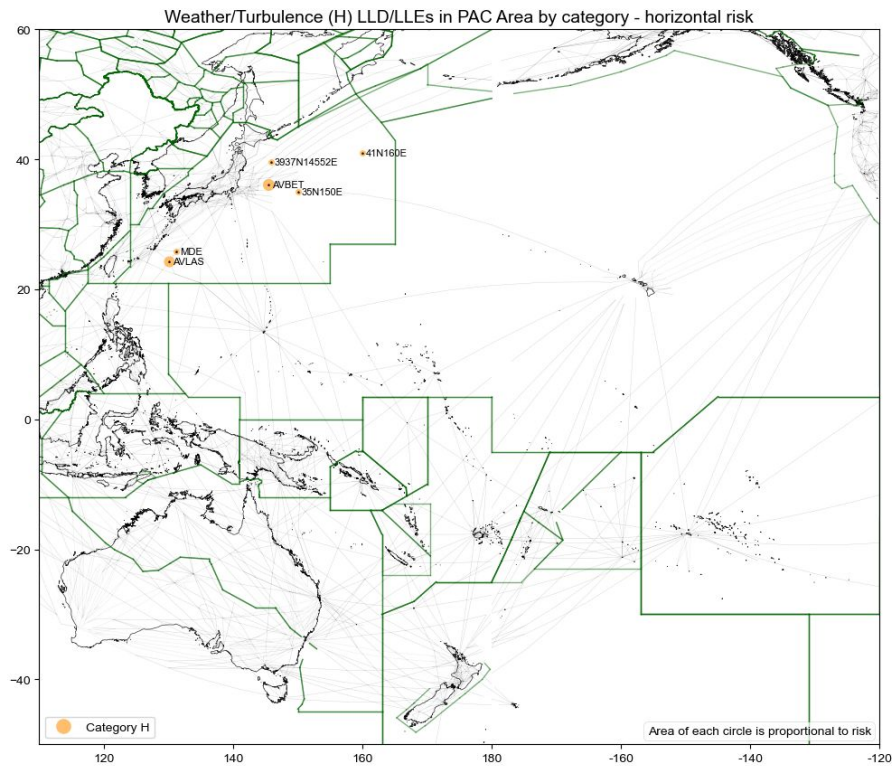 Weather/Turbulence (H) LLD/LLEs in PAC Area by category - horizontal risk
60
40
20
0
−20
−40
41N160E
3937N14552E
AVBET
35N150E
MDE
AVLAS
Category H
Area of each circle is proportional to risk
120
140
160
180
-160
-140
-120